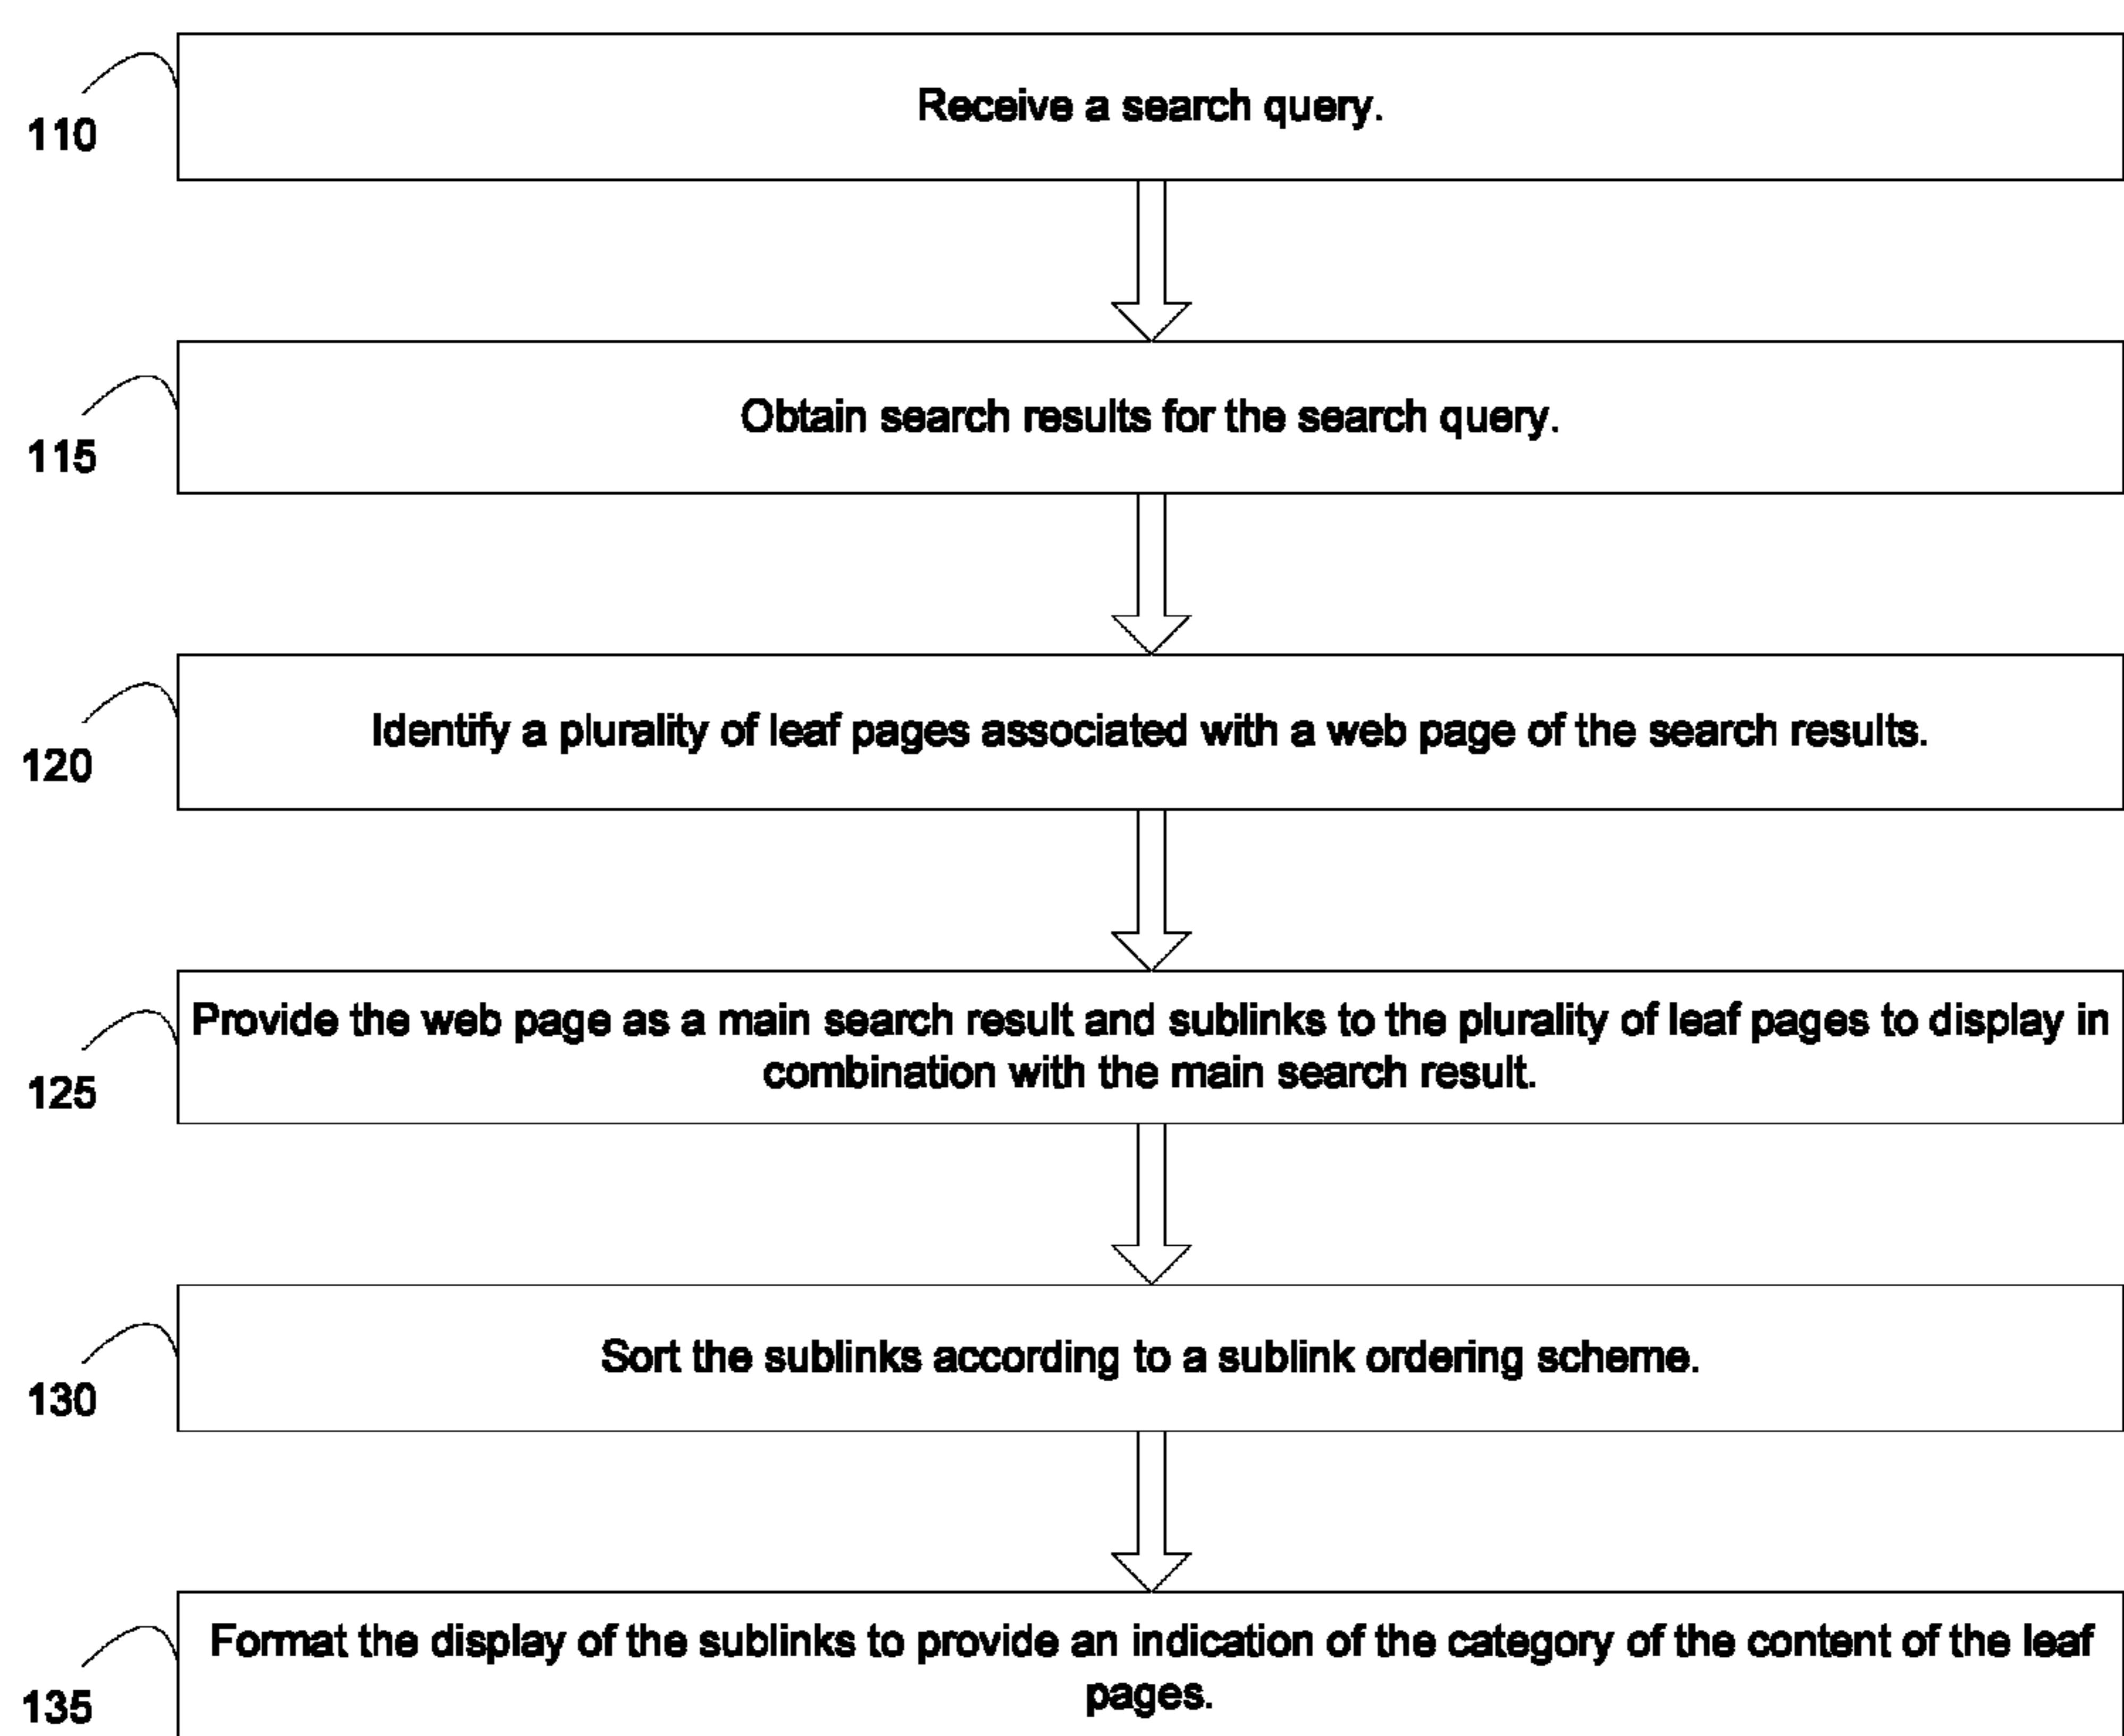 Receive a search query.
110
Obtain search results for the search query.
115
Identify a plurality of leaf pages associated with a web page of the search results.
120
Provide the web page as a main search result and sublinks to the plurality of leaf pages to display in
combination with the main search result.
125
Sort the sublinks according to a sublink ordering scheme.
130
Format the display of the sublinks to provide an indication of the category of the content of the leaf
pages.
135